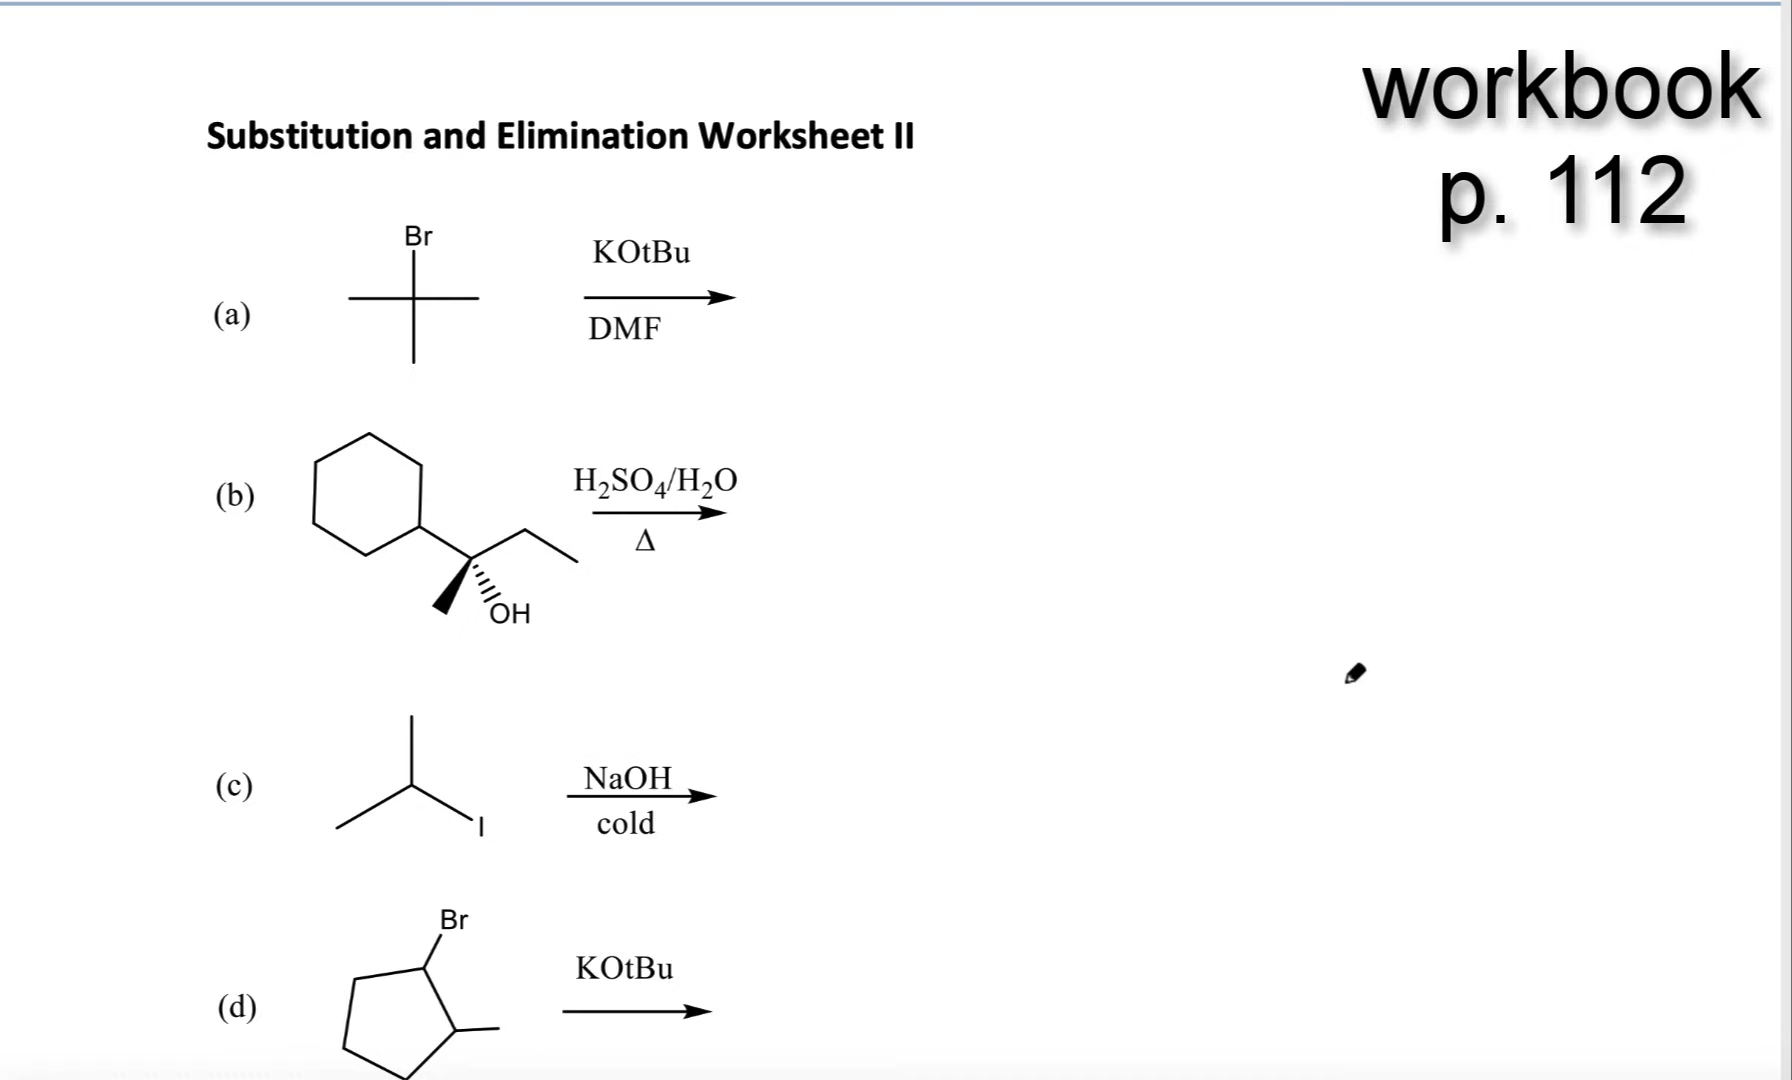 workbook
p. 112
Substitution and Elimination Worksheet II
(a)
Br
KOtBu
DMF
(b)
OH
H₂SO₄/H₂O
Δ
(c)
I
NaOH
cold
(d)
Br
KOtBu